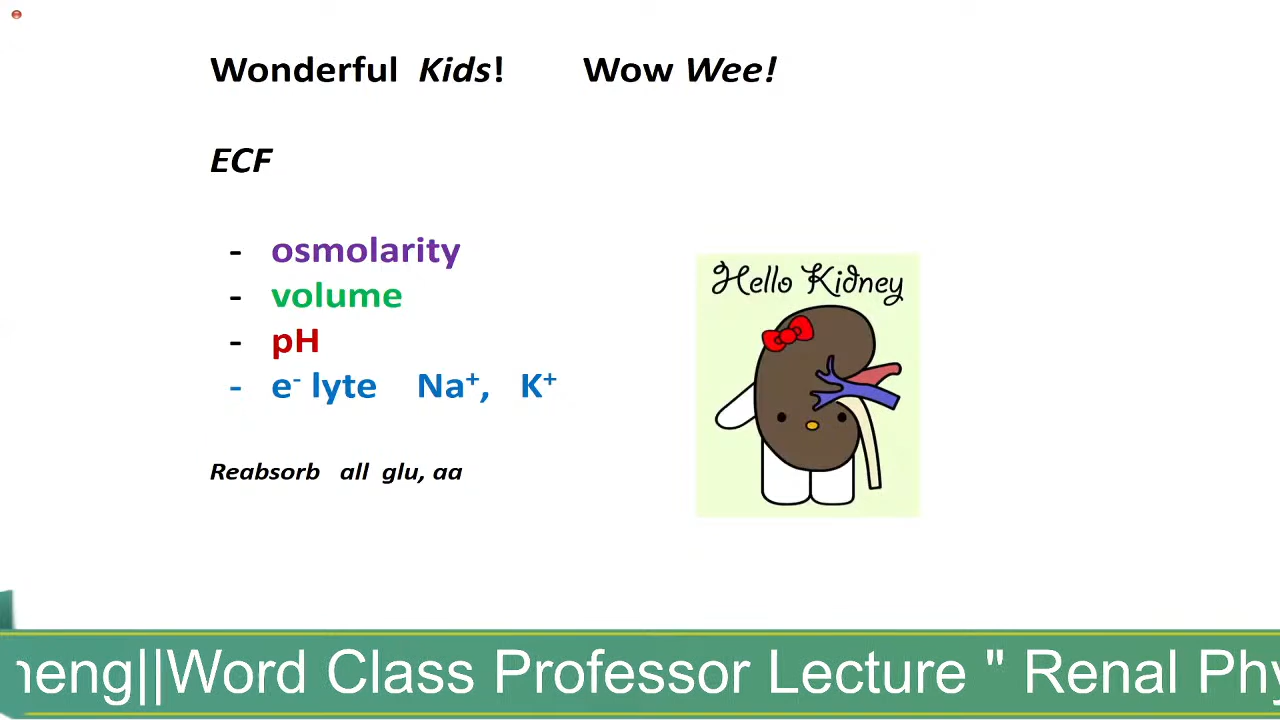 Wonderful Kids! Wow Wee!
ECF
- osmolarity
- volume
- pH
- e⁻ lyte Na⁺, K⁺
Reabsorb all glu, aa
Hello Kidney
heng||Word Class Professor Lecture " Renal Phy